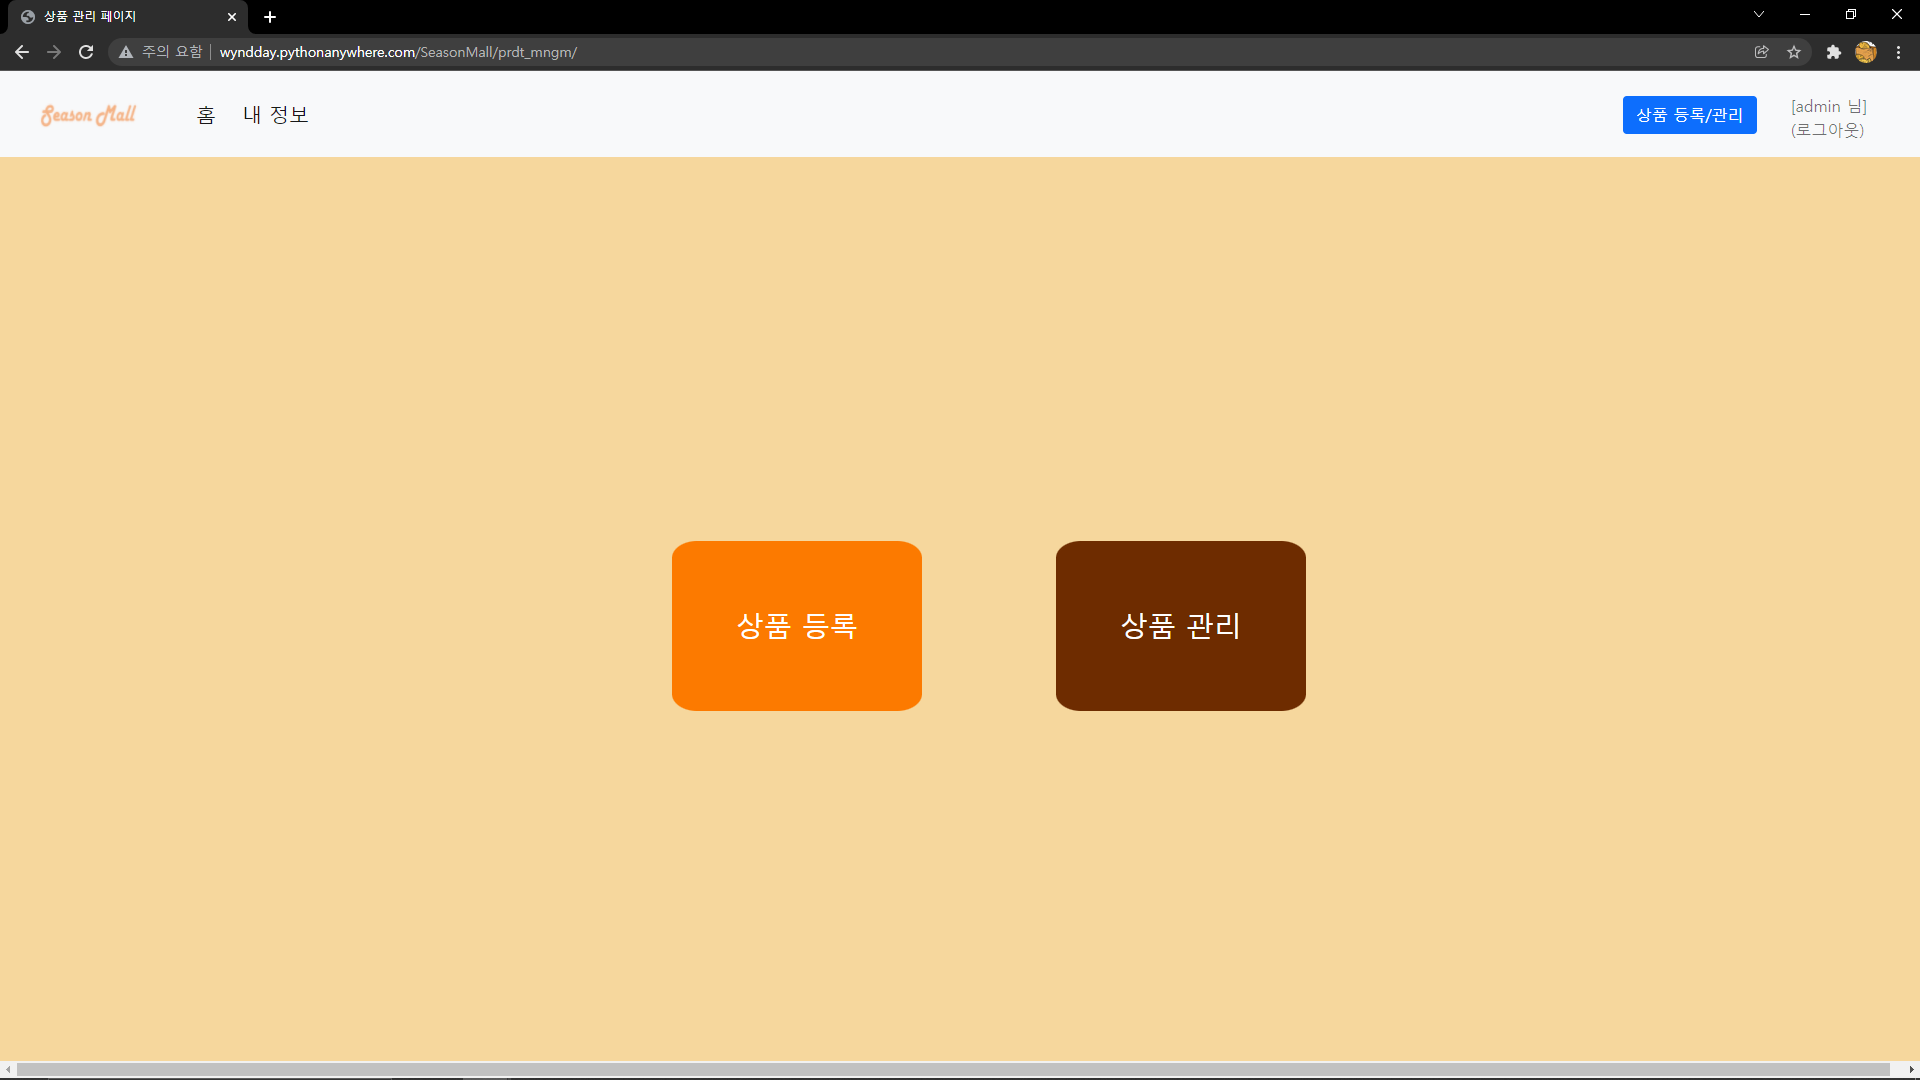 상품 관리 페이지
주의 요함 wyndday.pythonanywhere.com/SeasonMall/prdt_mngm/
Season Mall 홈 내 정보 상품 등록/관리 [admin 님]
(로그아웃)
상품 등록 상품 관리